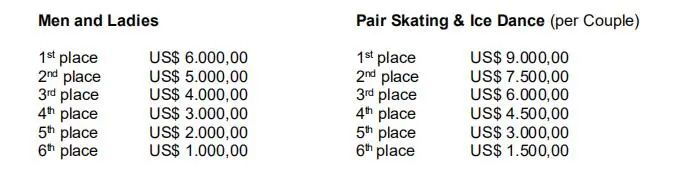 Men and Ladies
1st place US$ 6.000,00
2nd place US$ 5.000,00
3rd place US$ 4.000,00
4th place US$ 3.000,00
5th place US$ 2.000,00
6th place US$ 1.000,00
Pair Skating & Ice Dance (per Couple)
1st place US$ 9.000,00
2nd place US$ 7.500,00
3rd place US$ 6.000,00
4th place US$ 4.500,00
5th place US$ 3.000,00
6th place US$ 1.500,00